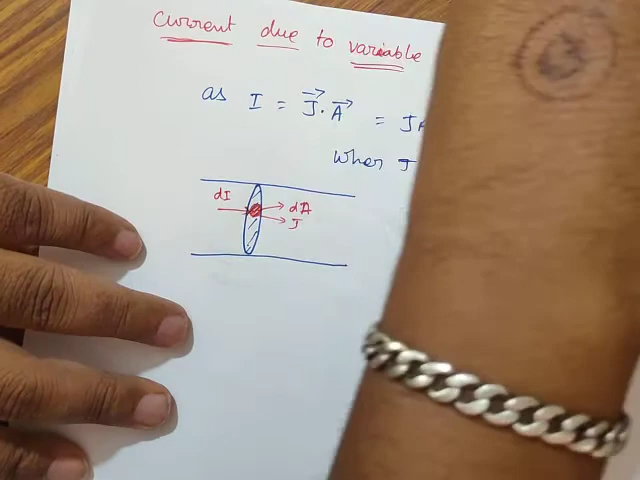 Current due to variable
as I = J⃗ · A⃗ = J
When J
dI
dA
J